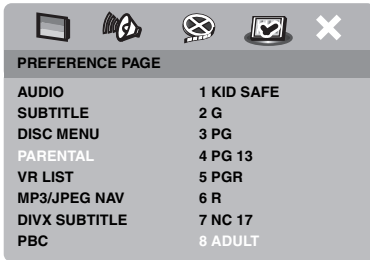 PREFERENCE PAGE
AUDIO 1 KID SAFE
SUBTITLE 2 G
DISC MENU 3 PG
PARENTAL 4 PG 13
VR LIST 5 PGR
MP3/JPEG NAV 6 R
DIVX SUBTITLE 7 NC 17
PBC 8 ADULT